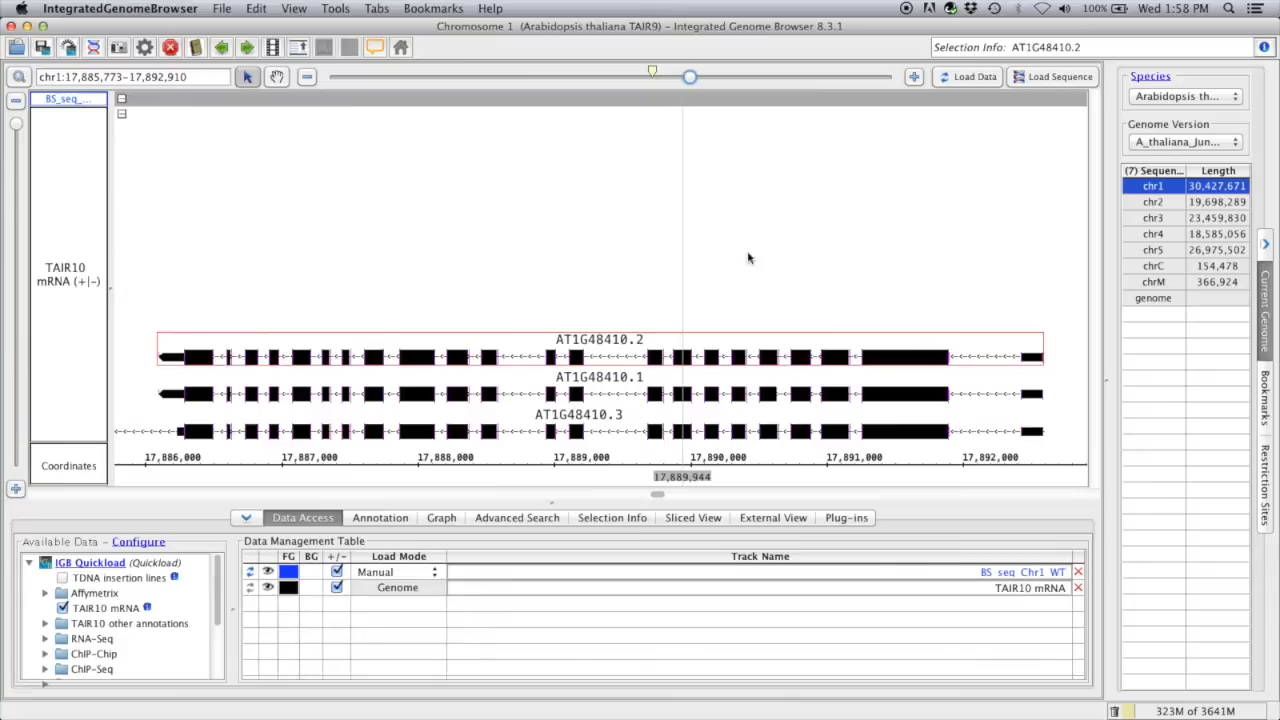 IntegratedGenomeBrowser File Edit View Tools Tabs Bookmarks Help 100% Wed 1:58 PM
Chromosome 1 (Arabidopsis thaliana TAIR9) - Integrated Genome Browser 8.3.1
Selection Info: AT1G48410.2
chr1:17,885,773-17,892,910 Load Data Load Sequence
BS_seq_...
TAIR10
mRNA (+|-)
AT1G48410.2
AT1G48410.1
AT1G48410.3
Coordinates
17,886,000 17,887,000 17,888,000 17,889,000 17,890,000 17,891,000 17,892,000
17,889,944
Species
Arabidopsis th...
Genome Version
A_thaliana_Jun...
(7) Sequen... Length
chr1 30,427,671
chr2 19,698,289
chr3 23,459,830
chr4 18,585,056
chr5 26,975,502
chrC 154,478
chrM 366,924
genome
Current Genome
Bookmarks
Restriction Sites
Data Access Annotation Graph Advanced Search Selection Info Sliced View External View Plug-ins
Available Data - Configure
IGB Quickload (Quickload)
TDNA insertion lines
Affymetrix
TAIR10 mRNA
TAIR10 other annotations
RNA-Seq
ChIP-Chip
ChIP-Seq
Data Management Table
FG BG +/- Load Mode Track Name
Manual BS_seq_Chr1_WT
Genome TAIR10 mRNA
323M of 3641M